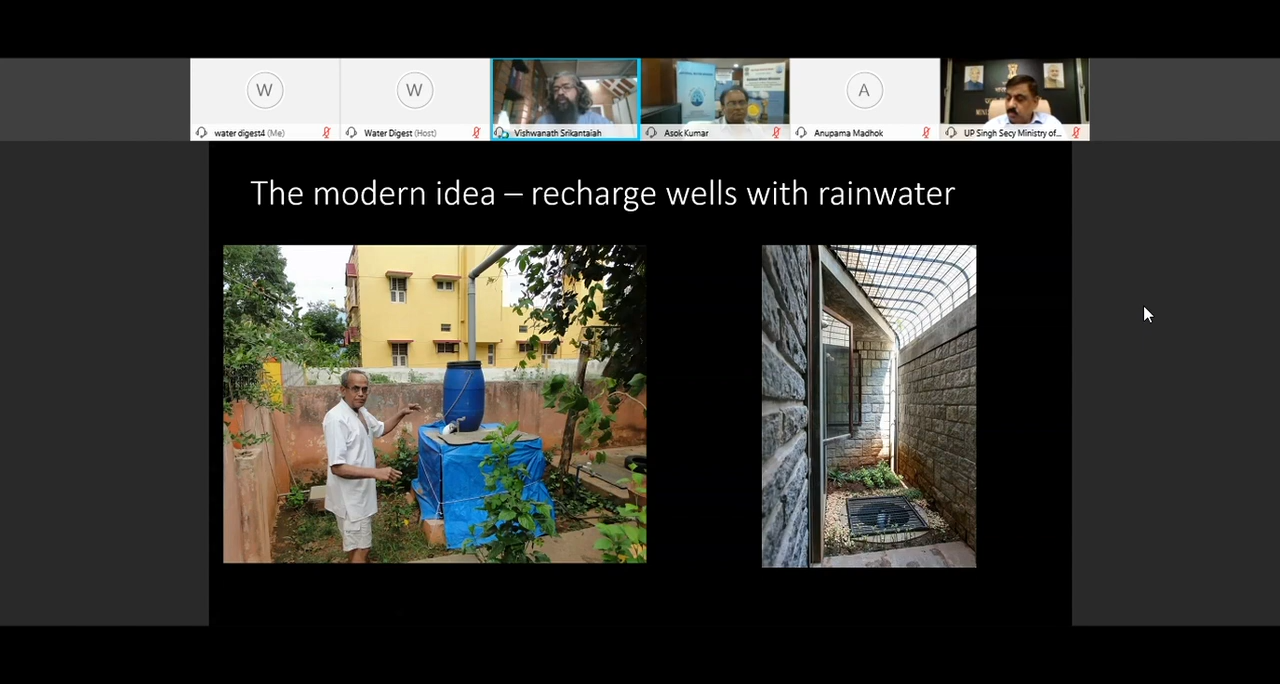 W
W
A
water digest4 (Me)
Water Digest (Host)
Vishwanath Srikantaiah
Asok Kumar
Anupama Madhok
UP Singh Secy Ministry of...
The modern idea – recharge wells with rainwater